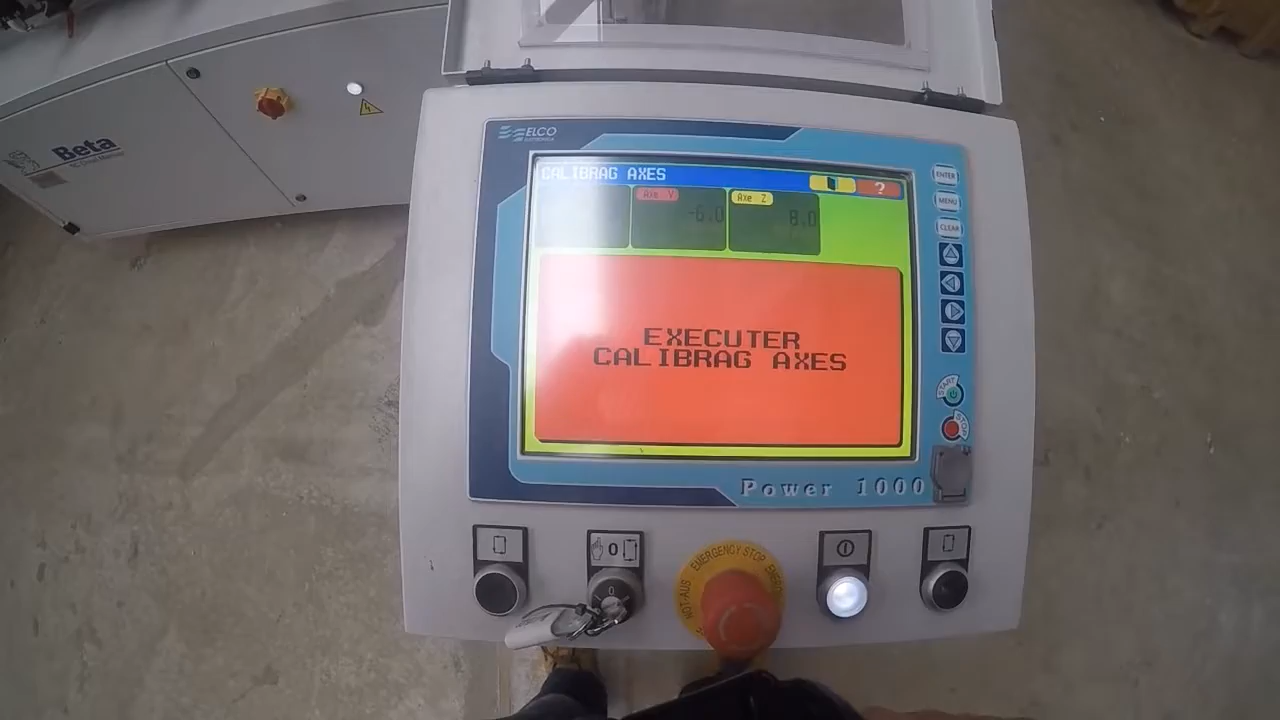 Beta
ELCO
CALIBRAG AXES
?
Axe Y
Axe Z
-6.0
8.0
EXECUTER
CALIBRAG AXES
ENTER
MENU
CLEAR
START
STOP
Power 1000
0
0
EMERGENCY STOP
NOT-AUS